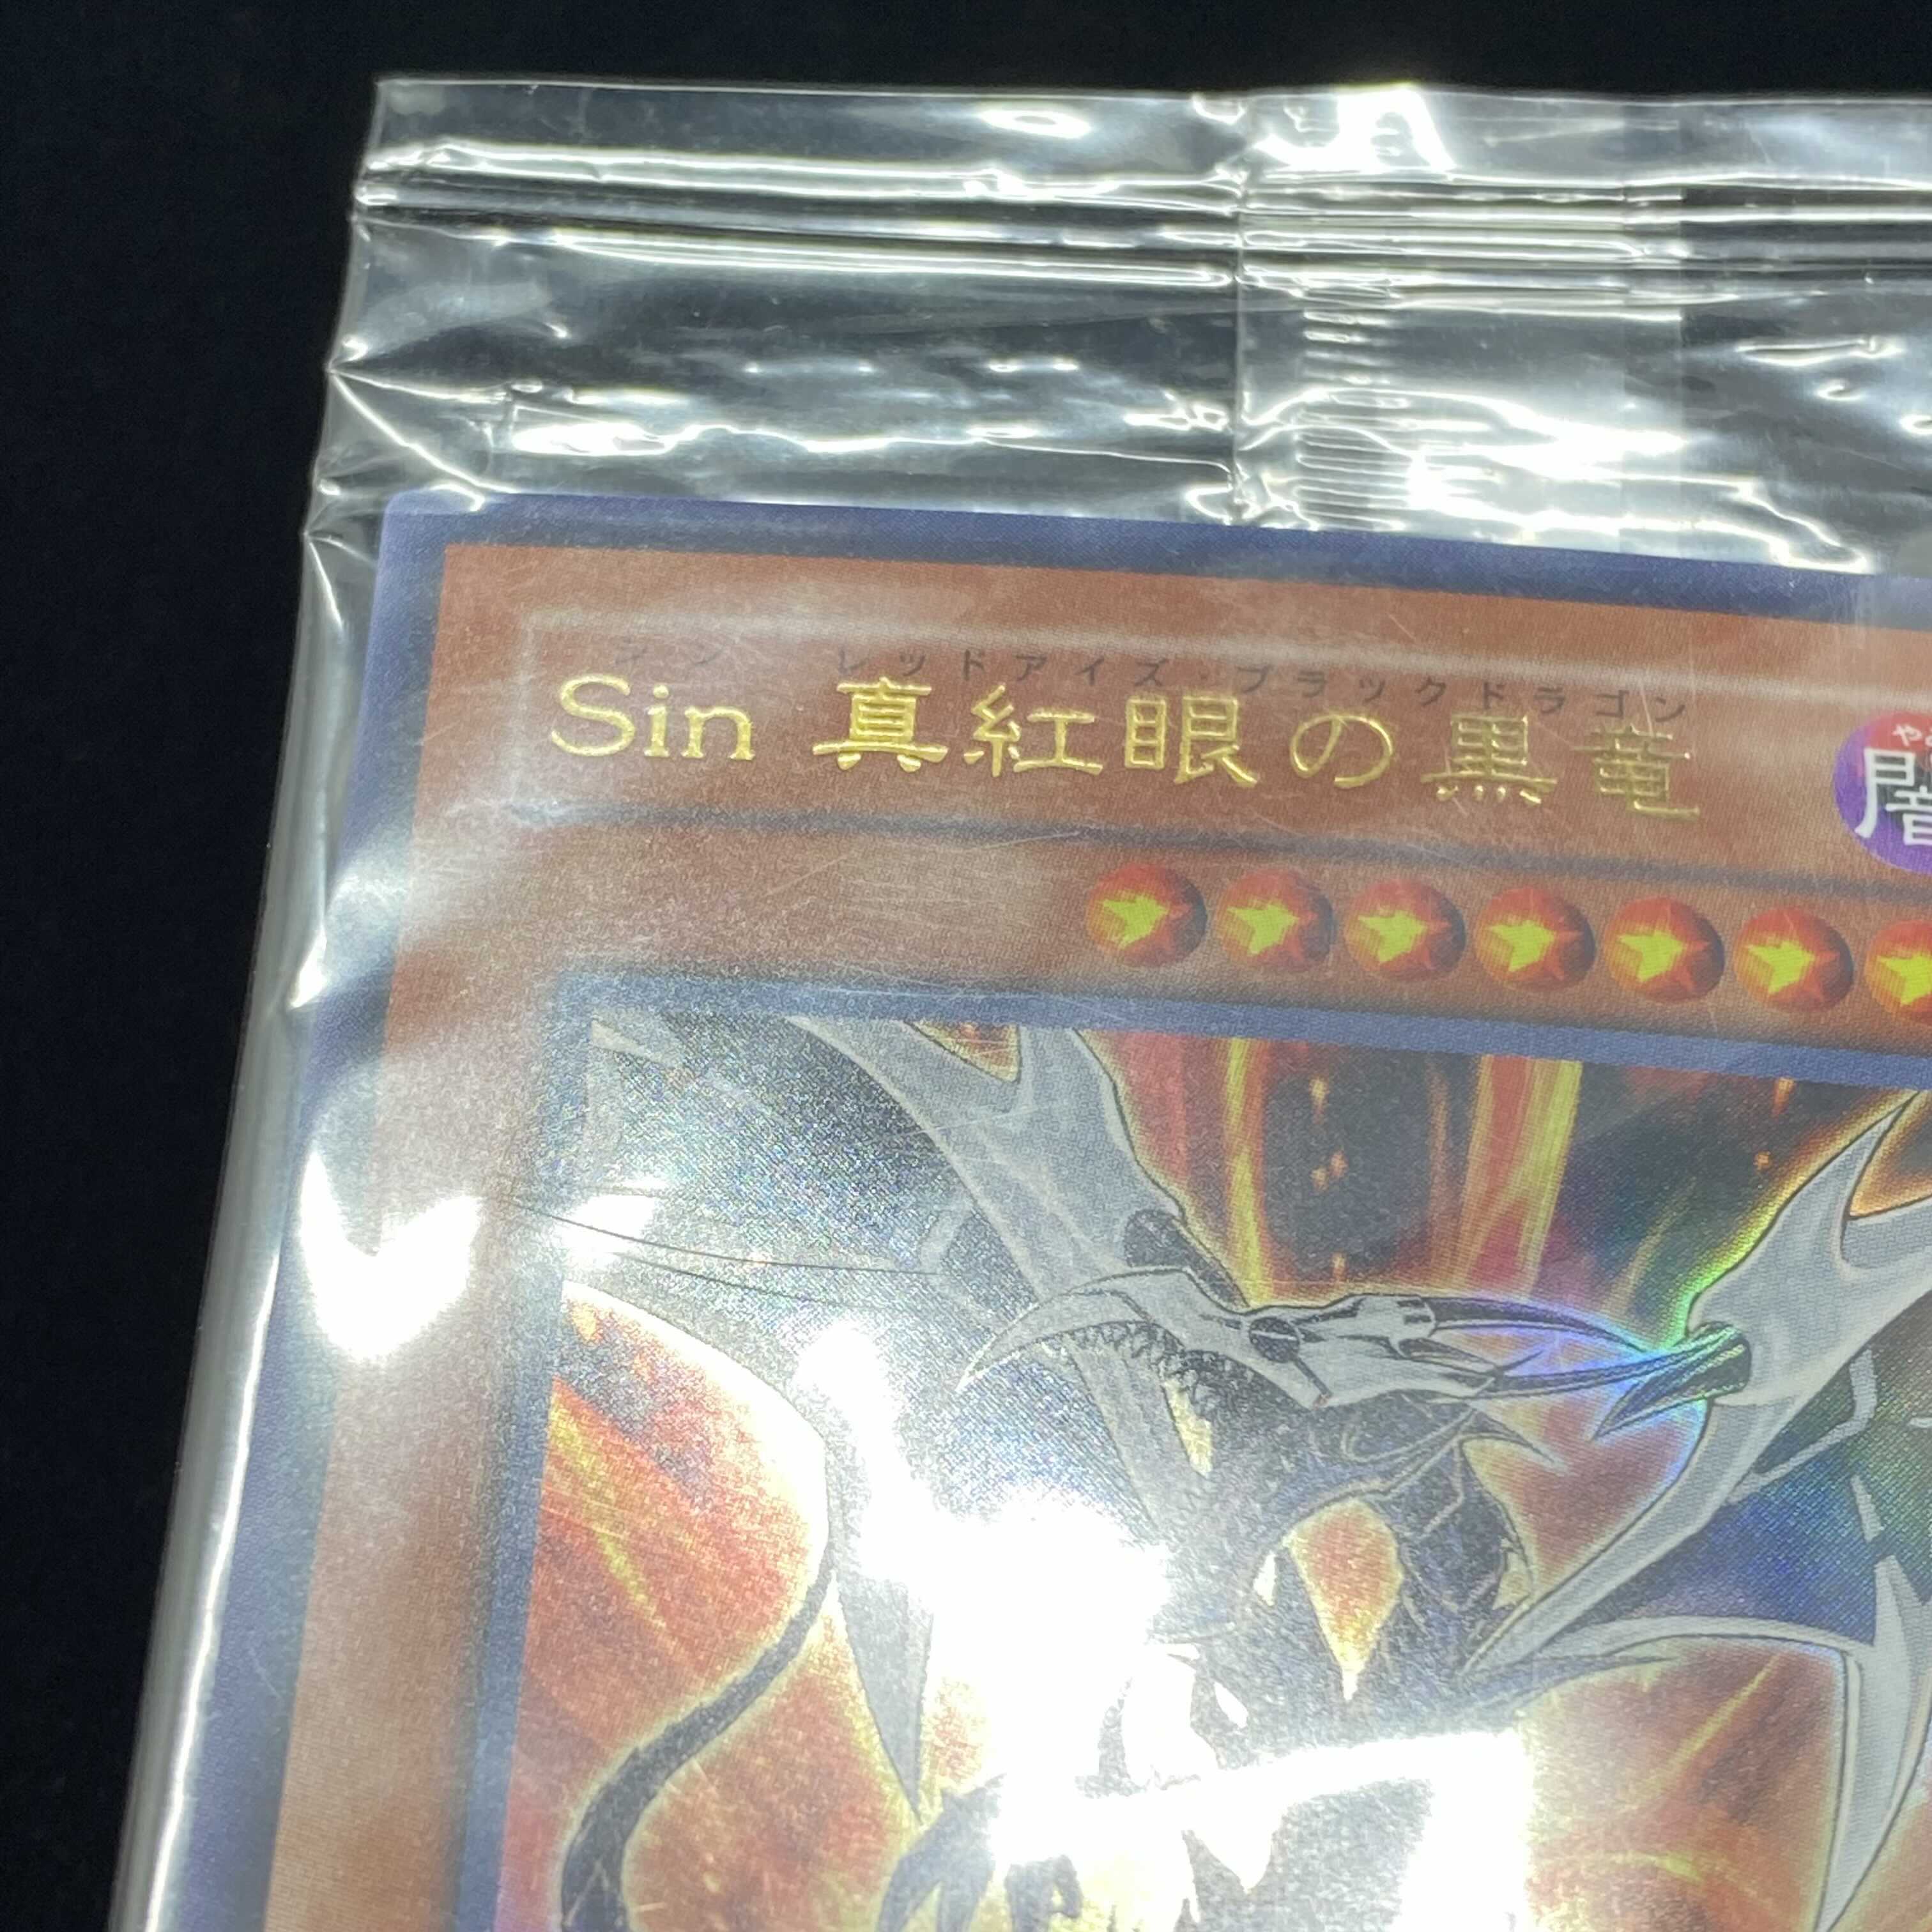 シン レッドアイズ・ブラックドラゴン
Sin 真紅眼の黒竜
闇